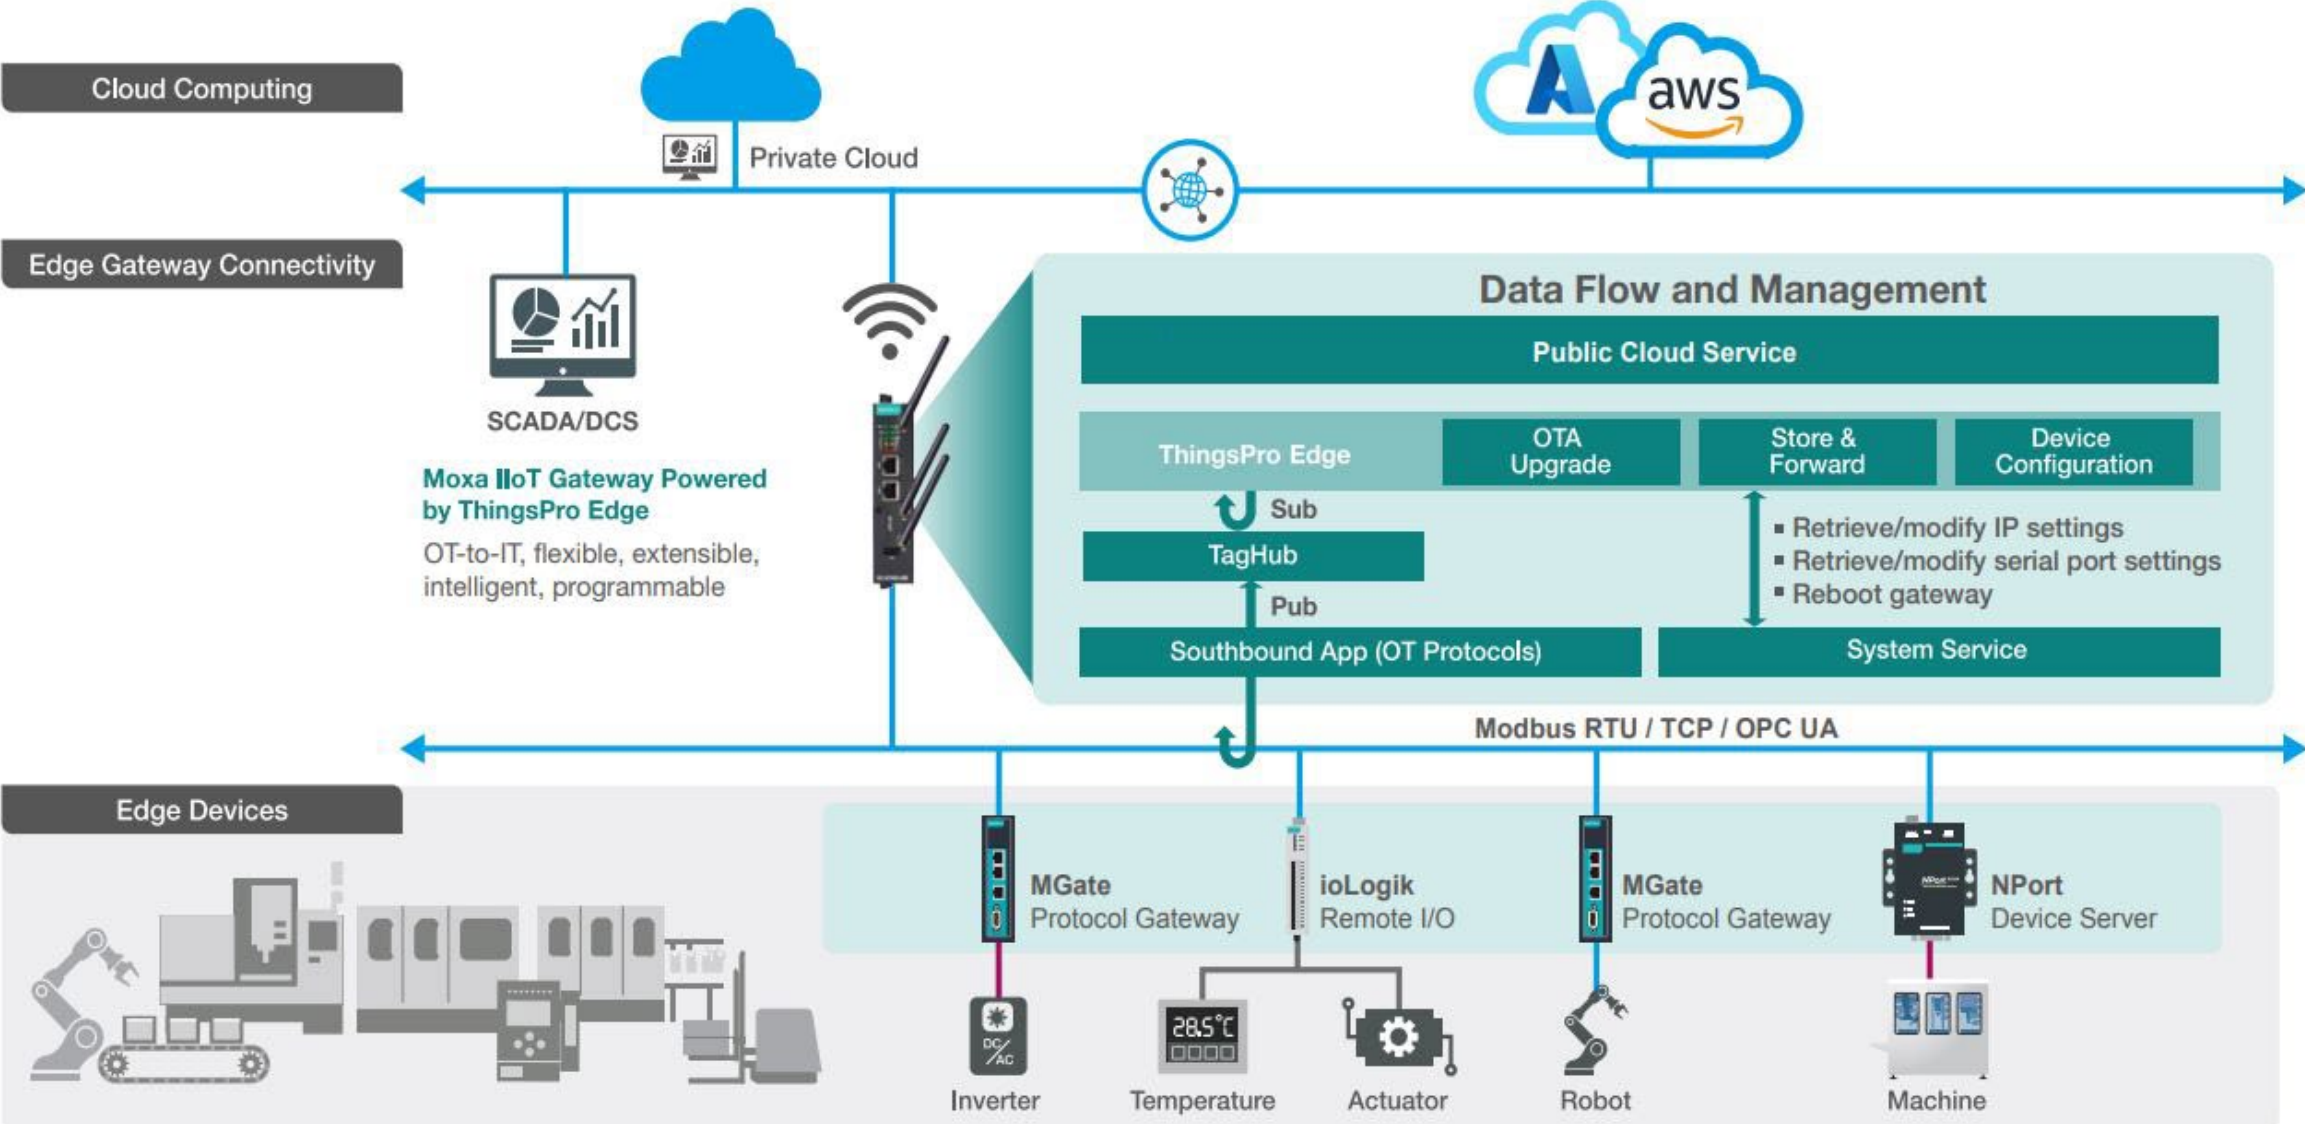 Cloud Computing
aws
Private Cloud
Edge Gateway Connectivity
Data Flow and Management
Public Cloud Service
SCADA/DCS
ThingsPro Edge
OTA
Upgrade
Store &
Forward
Device
Configuration
Moxa IIoT Gateway Powered
by ThingsPro Edge
Sub
OT-to-IT, flexible, extensible,
intelligent, programmable
TagHub
▪ Retrieve/modify IP settings
▪ Retrieve/modify serial port settings
▪ Reboot gateway
Pub
Southbound App (OT Protocols)
System Service
Modbus RTU / TCP / OPC UA
Edge Devices
MGate
Protocol Gateway
ioLogik
Remote I/O
MGate
Protocol Gateway
NPort
NPort
Device Server
28.5°C
DC/AC
Inverter
Temperature
Actuator
Robot
Machine